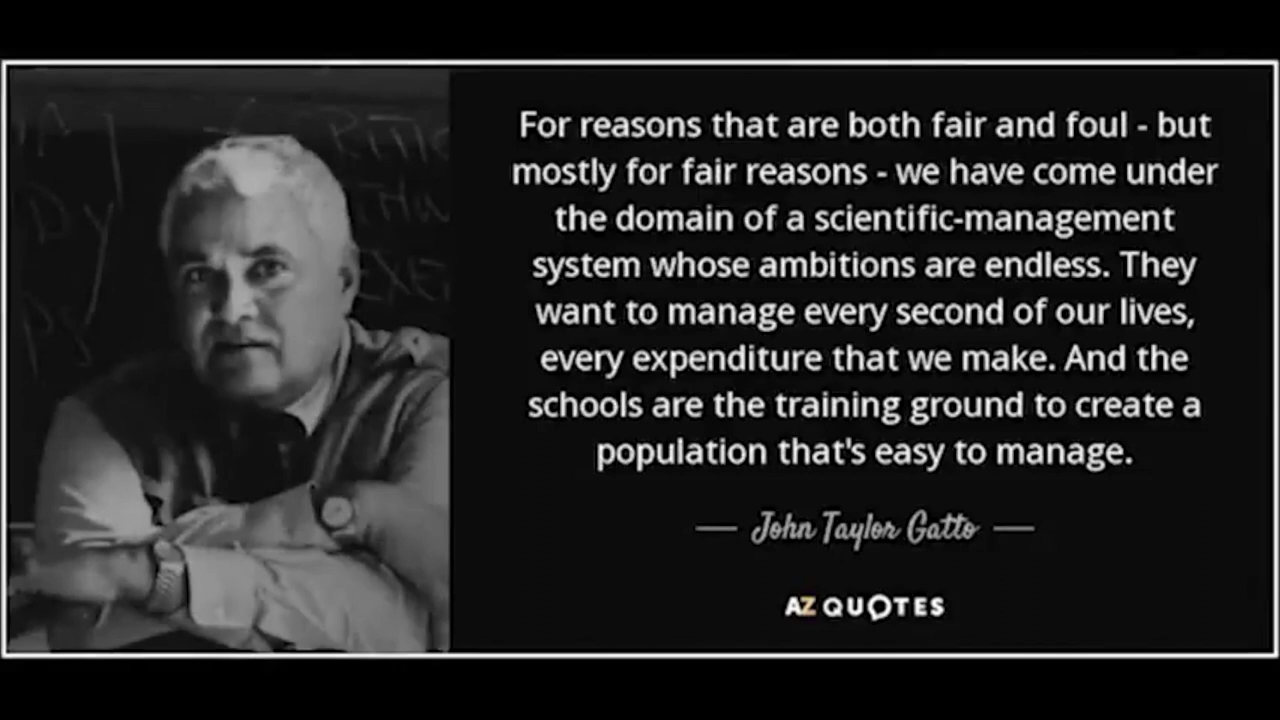 For reasons that are both fair and foul - but
mostly for fair reasons - we have come under
the domain of a scientific-management
system whose ambitions are endless. They
want to manage every second of our lives,
every expenditure that we make. And the
schools are the training ground to create a
population that's easy to manage.
John Taylor Gatto
AZ QUOTES